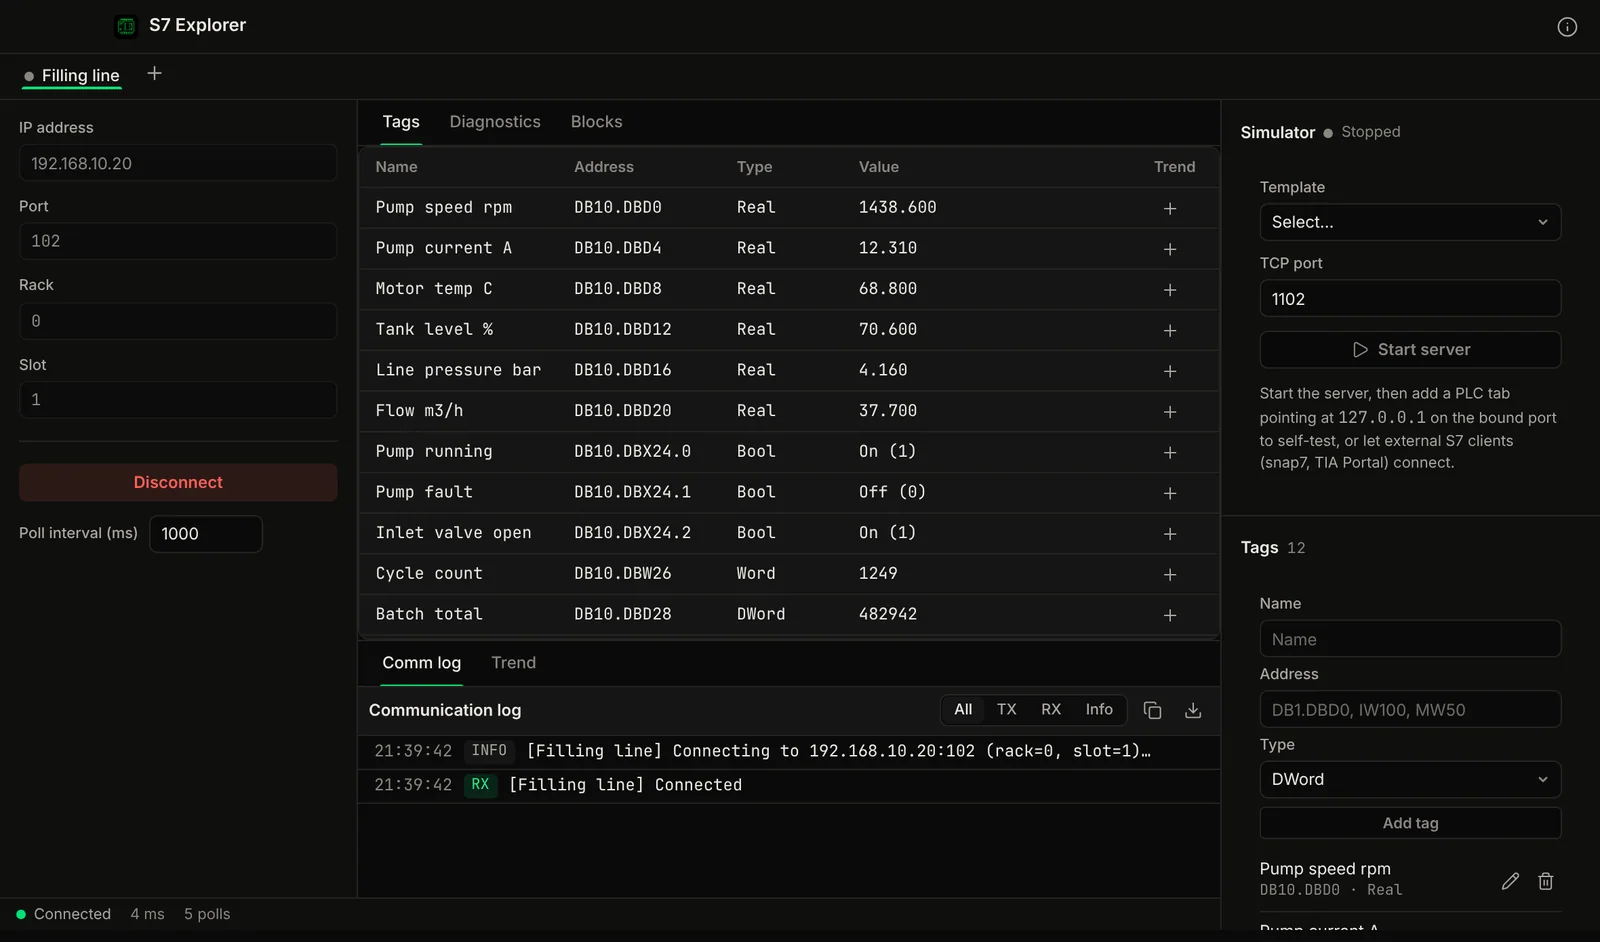 S7 Explorer
Filling line
IP address
192.168.10.20
Port
102
Rack
0
Slot
1
Disconnect
Poll interval (ms) 1000
Tags Diagnostics Blocks
Name Address Type Value Trend
Pump speed rpm DB10.DBD0 Real 1438.600
Pump current A DB10.DBD4 Real 12.310
Motor temp C DB10.DBD8 Real 68.800
Tank level % DB10.DBD12 Real 70.600
Line pressure bar DB10.DBD16 Real 4.160
Flow m3/h DB10.DBD20 Real 37.700
Pump running DB10.DBX24.0 Bool On (1)
Pump fault DB10.DBX24.1 Bool Off (0)
Inlet valve open DB10.DBX24.2 Bool On (1)
Cycle count DB10.DBW26 Word 1249
Batch total DB10.DBD28 DWord 482942
Comm log Trend
Communication log All TX RX Info
21:39:42 INFO [Filling line] Connecting to 192.168.10.20:102 (rack=0, slot=1)…
21:39:42 RX [Filling line] Connected
Simulator Stopped
Template
Select...
TCP port
1102
Start server
Start the server, then add a PLC tab
pointing at 127.0.0.1 on the bound port
to self-test, or let external S7 clients
(snap7, TIA Portal) connect.
Tags 12
Name
Name
Address
DB1.DBD0, IW100, MW50
Type
DWord
Add tag
Pump speed rpm
DB10.DBD0 · Real
Pump current A
Connected 4 ms 5 polls